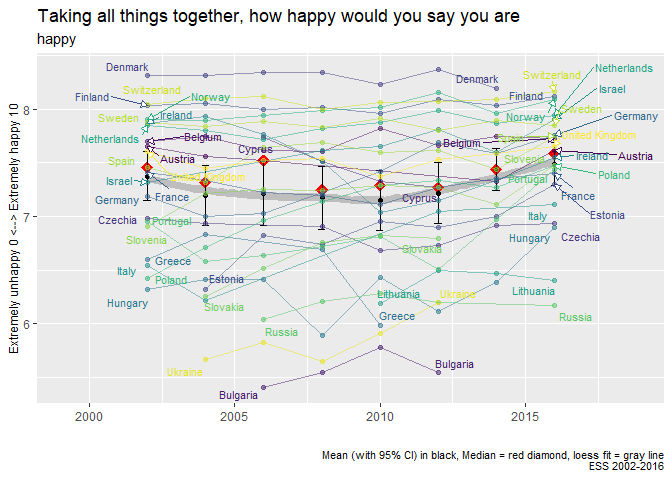 Taking all things together, how happy would you say you are
happy
Extremely unhappy 0 <--> Extremely happy 10
8
7
6
Denmark
Switzerland
Finland
Norway
Sweden
Ireland
Netherlands
Belgium
Cyprus
Spain
Austria
United Kingdom
Israel
Germany
France
Czechia
Portugal
Slovenia
Greece
Italy
Poland
Estonia
Hungary
Slovakia
Russia
Ukraine
Bulgaria
Denmark
Switzerland
Netherlands
Finland
Israel
Sweden
Norway
Germany
United Kingdom
Belgium
Slovenia
Ireland
Austria
Portugal
Poland
France
Cyprus
Estonia
Italy
Hungary
Czechia
Slovakia
Lithuania
Ukraine
Lithuania
Greece
Russia
Bulgaria
2000
2005
2010
2015
Mean (with 95% CI) in black, Median = red diamond, loess fit = gray line
ESS 2002-2016